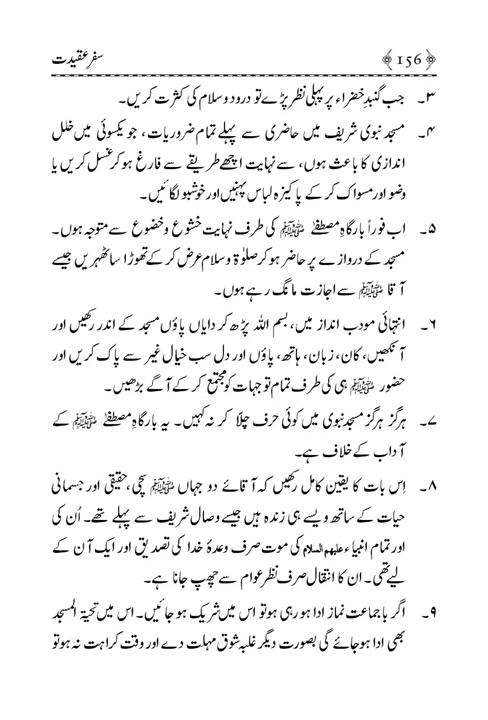 سفرِ عقیدت ﴿156﴾
۳۔ جب گنبدِ خضراء پر پہلی نظر پڑے تو درود و سلام کی کثرت کریں۔
۴۔ مسجد نبوی شریف میں حاضری سے پہلے تمام ضروریات، جو یکسوئی میں خلل
اندازی کا باعث ہوں، سے نہایت اچھے طریقے سے فارغ ہو کر غسل کریں یا
وضو اور مسواک کر کے پاکیزہ لباس پہنیں اور خوشبو لگائیں۔
۵۔ اب فوراً بارگاہِ مصطفیٰ ﷺ کی طرف نہایت خشوع و خضوع سے متوجہ ہوں۔
مسجد کے دروازے پر حاضر ہو کر صلوٰۃ و سلام عرض کر کے تھوڑا سا ٹھہریں جیسے
آقا ﷺ سے اجازت مانگ رہے ہوں۔
۶۔ انتہائی مودب انداز میں، بسم اللہ پڑھ کر دایاں پاؤں مسجد کے اندر رکھیں اور
آنکھیں، کان، زبان، ہاتھ، پاؤں اور دل سب خیال غیر سے پاک کریں اور
حضور ﷺ ہی کی طرف تمام تو جہات کو مجتمع کر کے آگے بڑھیں۔
۷۔ ہرگز ہرگز مسجد نبوی میں کوئی حرف چلّا کر نہ کہیں۔ یہ بارگاہِ مصطفیٰ ﷺ کے
آداب کے خلاف ہے۔
۸۔ اِس بات کا یقین کامل رکھیں کہ آقائے دو جہاں ﷺ سچی، حقیقی اور جسمانی
حیات کے ساتھ ویسے ہی زندہ ہیں جیسے وصال شریف سے پہلے تھے۔ اُن کی
اور تمام انبیاء علیہم السلام کی موت صرف وعدۂ خدا کی تصدیق اور ایک آن کے
لیے تھی۔ ان کا انتقال صرف نظرِ عوام سے چھپ جانا ہے۔
۹۔ اگر باجماعت نماز ادا ہو رہی ہو تو اس میں شریک ہو جائیں۔ اس میں تحیۃ المسجد
بھی ادا ہو جائے گی بصورت دیگر غلبہ شوق مہلت دے اور وقت کراہت نہ ہو تو